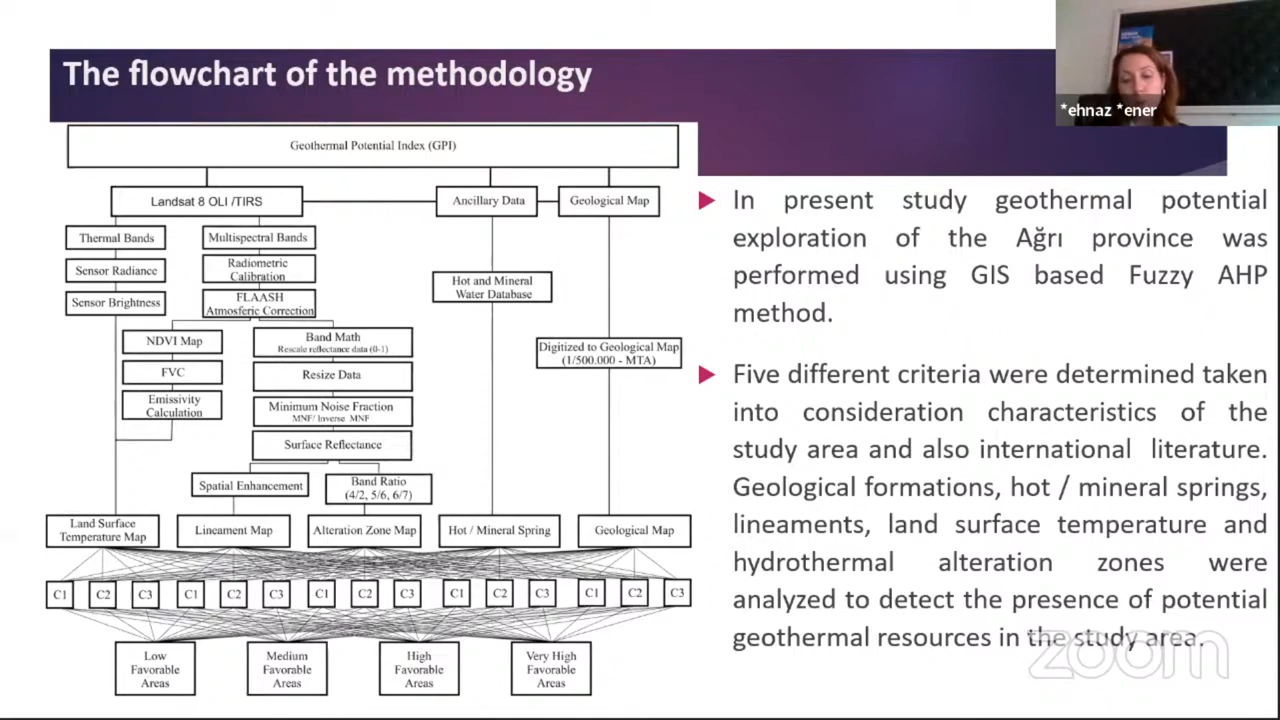 The flowchart of the methodology
*ehnaz *ener
Geothermal Potential Index (GPI)
Landsat 8 OLI /TIRS
Ancillary Data
Geological Map
Thermal Bands
Multispectral Bands
Sensor Radiance
Radiometric
Calibration
Hot and Mineral
Water Database
Sensor Brightness
FLAASH
Atmosferic Correction
NDVI Map
Band Math
Rescale reflectance data (0-1)
Digitized to Geological Map
(1/500.000 - MTA)
FVC
Resize Data
Emissivity
Calculation
Minimum Noise Fraction
MNF/ Inverse MNF
Surface Reflectance
Spatial Enhancement
Band Ratio
(4/2, 5/6, 6/7)
Land Surface
Temperature Map
Lineament Map
Alteration Zone Map
Hot / Mineral Spring
Geological Map
C1 C2 C3 C1 C2 C3 C1 C2 C3 C1 C2 C3 C1 C2 C3
Low
Favorable
Areas
Medium
Favorable
Areas
High
Favorable
Areas
Very High
Favorable
Areas
In present study geothermal potential
exploration of the Ağrı province was
performed using GIS based Fuzzy AHP
method.
Five different criteria were determined taken
into consideration characteristics of the
study area and also international literature.
Geological formations, hot / mineral springs,
lineaments, land surface temperature and
hydrothermal alteration zones were
analyzed to detect the presence of potential
geothermal resources in the study area.
zoom